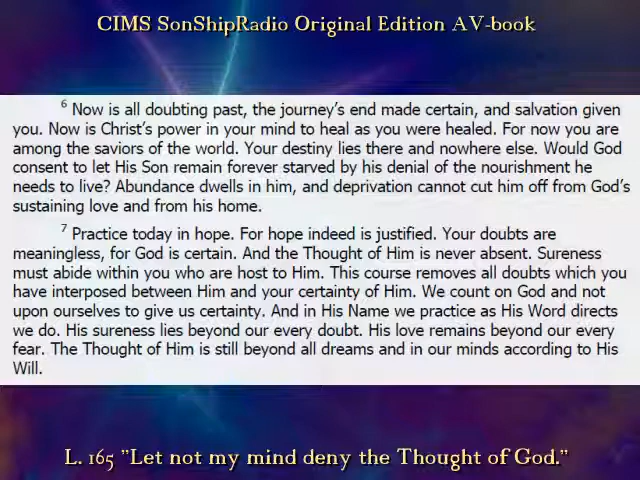 CIMS SonShipRadio Original Edition AV-book
6 Now is all doubting past, the journey's end made certain, and salvation given
you. Now is Christ's power in your mind to heal as you were healed. For now you are
among the saviors of the world. Your destiny lies there and nowhere else. Would God
consent to let His Son remain forever starved by his denial of the nourishment he
needs to live? Abundance dwells in him, and deprivation cannot cut him off from God's
sustaining love and from his home.
7 Practice today in hope. For hope indeed is justified. Your doubts are
meaningless, for God is certain. And the Thought of Him is never absent. Sureness
must abide within you who are host to Him. This course removes all doubts which you
have interposed between Him and your certainty of Him. We count on God and not
upon ourselves to give us certainty. And in His Name we practice as His Word directs
we do. His sureness lies beyond our every doubt. His love remains beyond our every
fear. The Thought of Him is still beyond all dreams and in our minds according to His
Will.
L. 165 "Let not my mind deny the Thought of God."